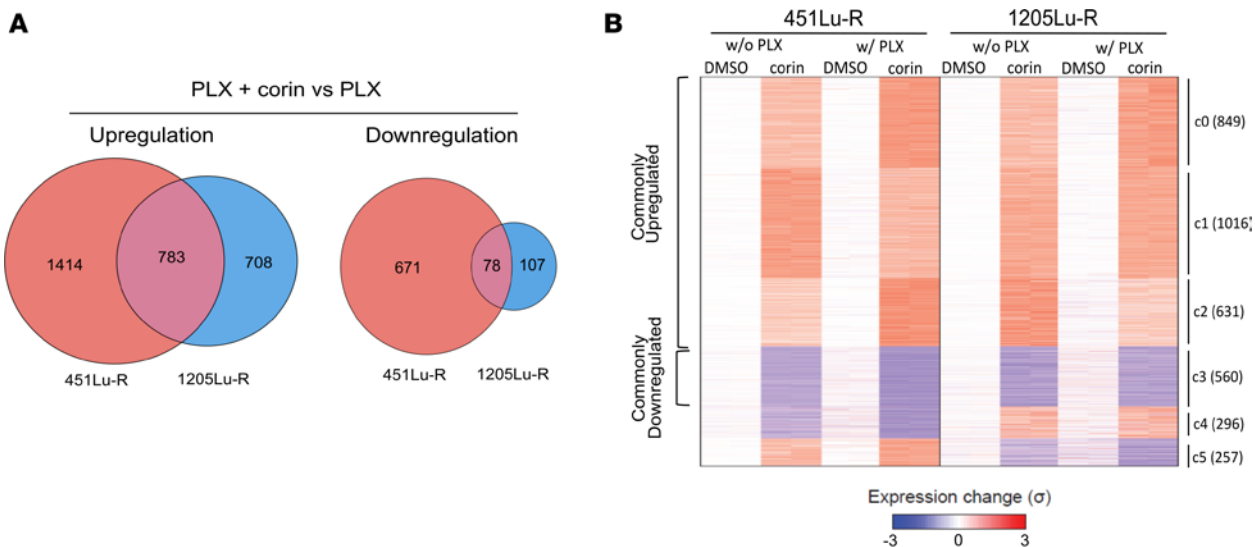 A
PLX + corin vs PLX
Upregulation
Downregulation
1414
783
708
671
78
107
451Lu-R
1205Lu-R
451Lu-R
1205Lu-R
B
451Lu-R
1205Lu-R
w/o PLX
w/ PLX
w/o PLX
w/ PLX
DMSO
corin
DMSO
corin
DMSO
corin
DMSO
corin
Commonly
Upregulated
Commonly
Downregulated
c0 (849)
c1 (1016)
c2 (631)
c3 (560)
c4 (296)
c5 (257)
Expression change (σ)
-3
0
3